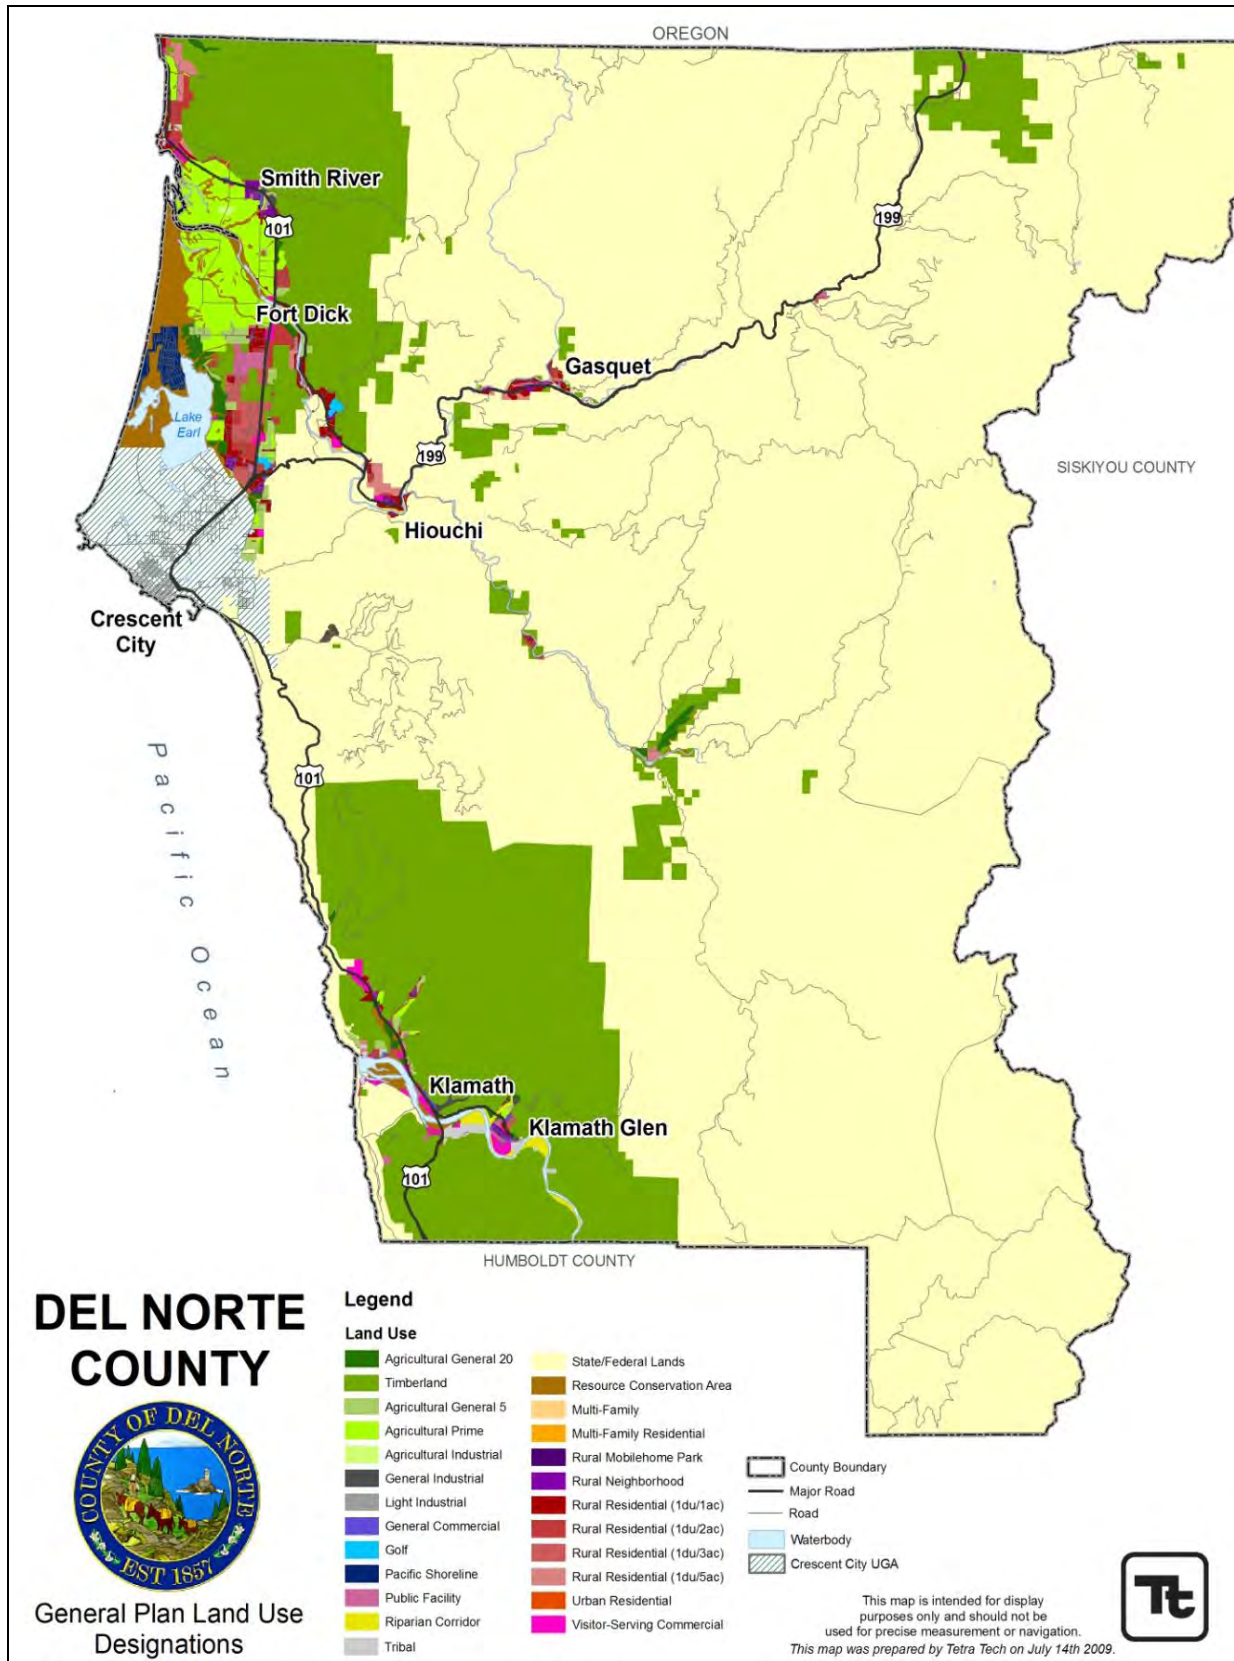 OREGON
Smith River
101
199
Fort Dick
Gasquet
Lake
Earl
199
SISKIYOU COUNTY
Hiouchi
Crescent
City
Pacific Ocean
101
Klamath
Klamath Glen
101
HUMBOLDT COUNTY
DEL NORTE
COUNTY
COUNTY OF DEL NORTE
EST 1857
General Plan Land Use
Designations
Legend
Land Use
Agricultural General 20
Timberland
Agricultural General 5
Agricultural Prime
Agricultural Industrial
General Industrial
Light Industrial
General Commercial
Golf
Pacific Shoreline
Public Facility
Riparian Corridor
Tribal
State/Federal Lands
Resource Conservation Area
Multi-Family
Multi-Family Residential
Rural Mobilehome Park
Rural Neighborhood
Rural Residential (1du/1ac)
Rural Residential (1du/2ac)
Rural Residential (1du/3ac)
Rural Residential (1du/5ac)
Urban Residential
Visitor-Serving Commercial
County Boundary
Major Road
Road
Waterbody
Crescent City UGA
Tt
This map is intended for display
purposes only and should not be
used for precise measurement or navigation.
This map was prepared by Tetra Tech on July 14th 2009.